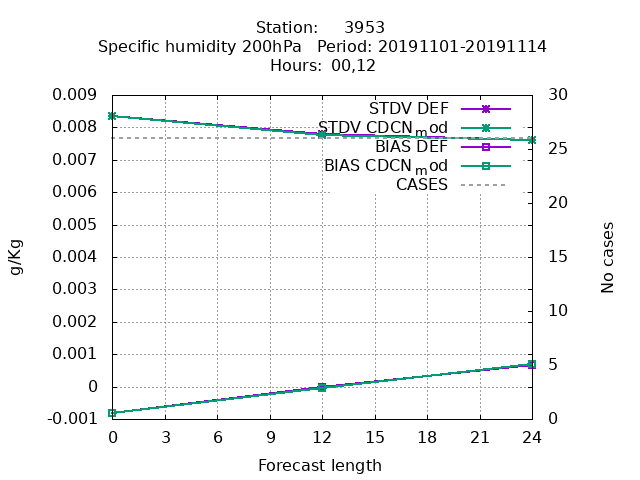 Station:     3953
Specific humidity 200hPa   Period: 20191101-20191114
Hours: 00,12
0.009
0.008
0.007
0.006
0.005
0.004
0.003
0.002
0.001
0
-0.001
g/Kg
STDV DEF
STDV CDCNmod
BIAS DEF
BIAS CDCNmod
CASES
30
25
20
15
10
5
0
No cases
0 3 6 9 12 15 18 21 24
Forecast length